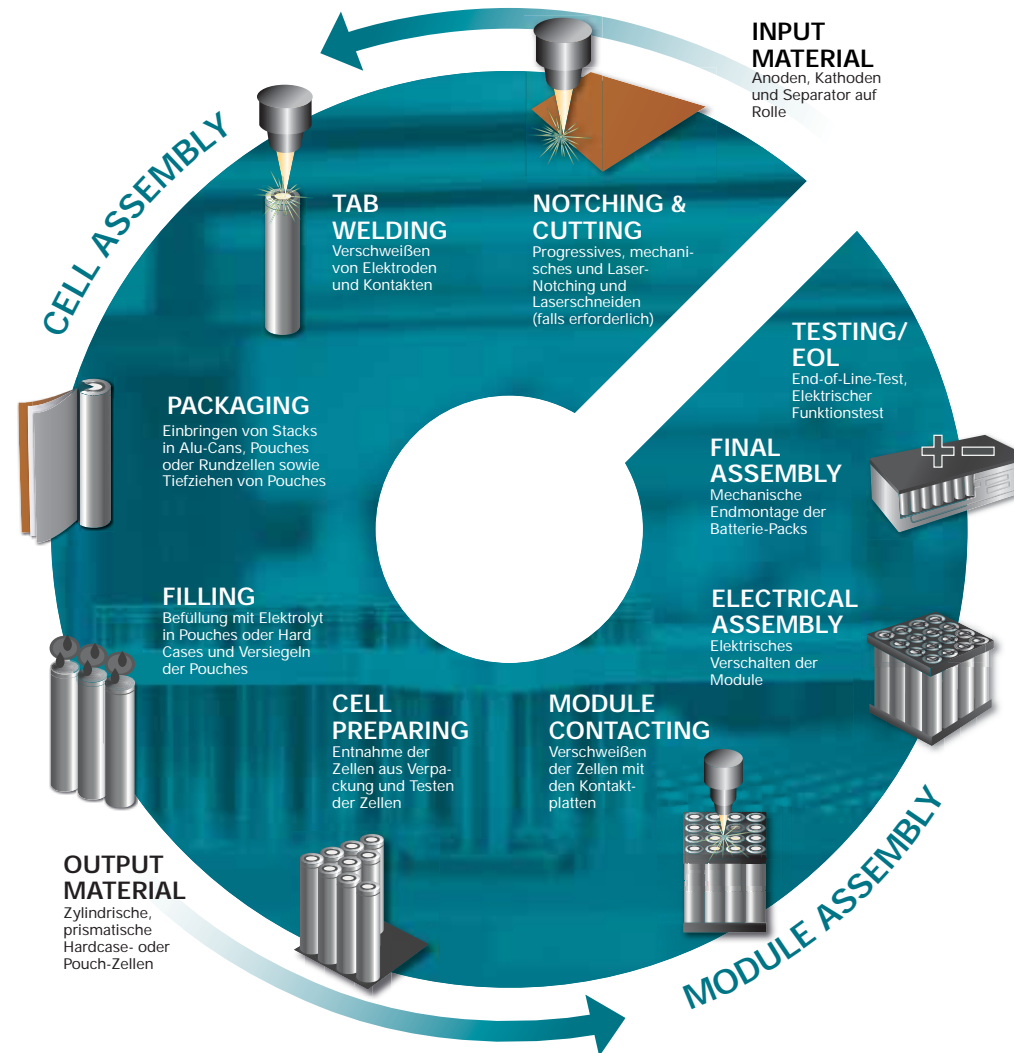 INPUT
MATERIAL
Anoden, Kathoden
und Separator auf
Rolle
CELL ASSEMBLY
NOTCHING &
CUTTING
Progressives, mechani-
sches und Laser-
Notching und
Laserschneiden
(falls erforderlich)
TAB
WELDING
Verschweißen
von Elektroden
und Kontakten
PACKAGING
Einbringen von Stacks
in Alu-Cans, Pouches
oder Rundzellen sowie
Tiefziehen von Pouches
FILLING
Befüllung mit Elektrolyt
in Pouches oder Hard
Cases und Versiegeln
der Pouches
OUTPUT
MATERIAL
Zylindrische,
prismatische
Hardcase- oder
Pouch-Zellen
MODULE ASSEMBLY
CELL
PREPARING
Entnahme der
Zellen aus Verpa-
ckung und Testen
der Zellen
MODULE
CONTACTING
Verschweißen
der Zellen mit
den Kontakt-
platten
ELECTRICAL
ASSEMBLY
Elektrisches
Verschalten der
Module
FINAL
ASSEMBLY
Mechanische
Endmontage der
Batterie-Packs
TESTING/
EOL
End-of-Line-Test,
Elektrischer
Funktionstest